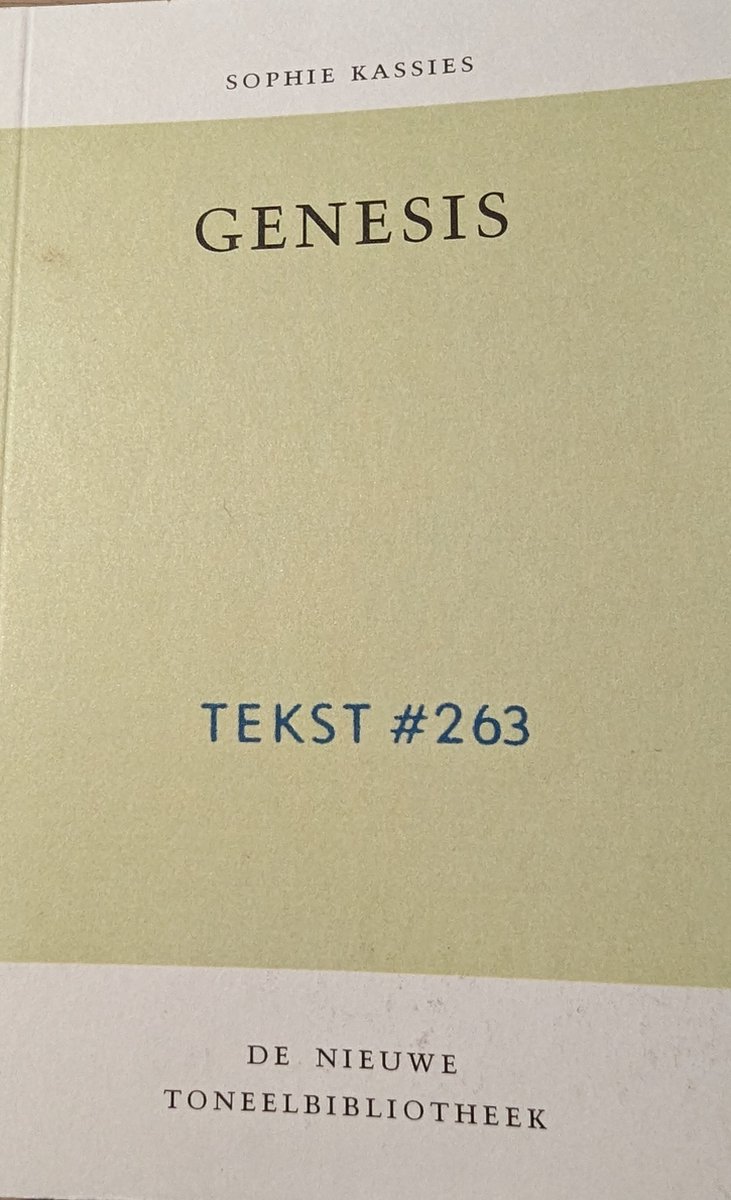 SOPHIE KASSIES
GENESIS
TEKST #263
DE NIEUWE
TONEELBIBLIOTHEEK